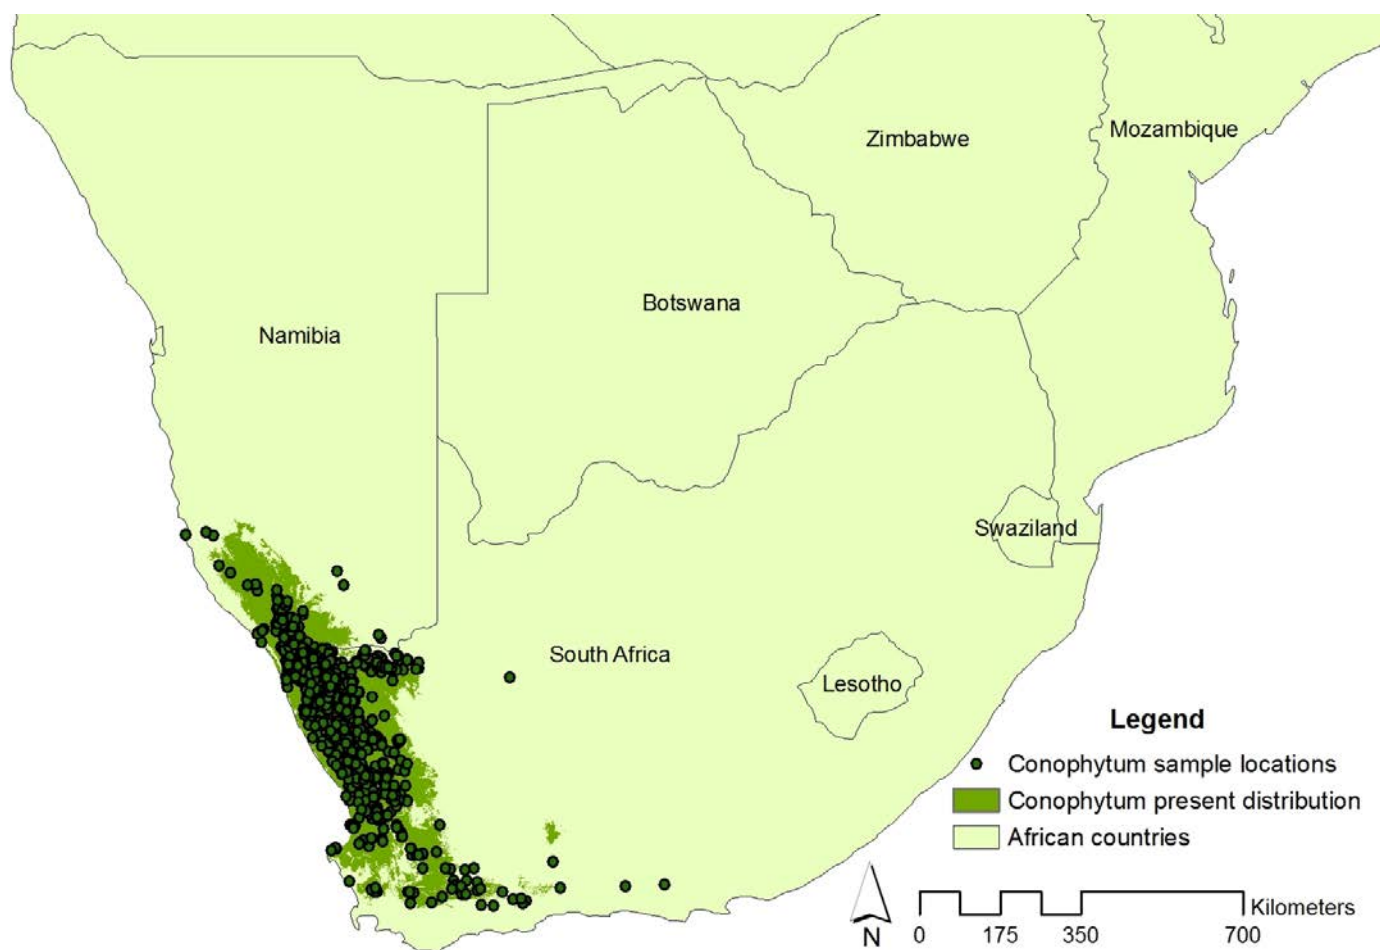 Zimbabwe
Mozambique
Botswana
Namibia
Swaziland
South Africa
Lesotho
Legend
Conophytum sample locations
Conophytum present distribution
African countries
N
Kilometers
0 175 350 700